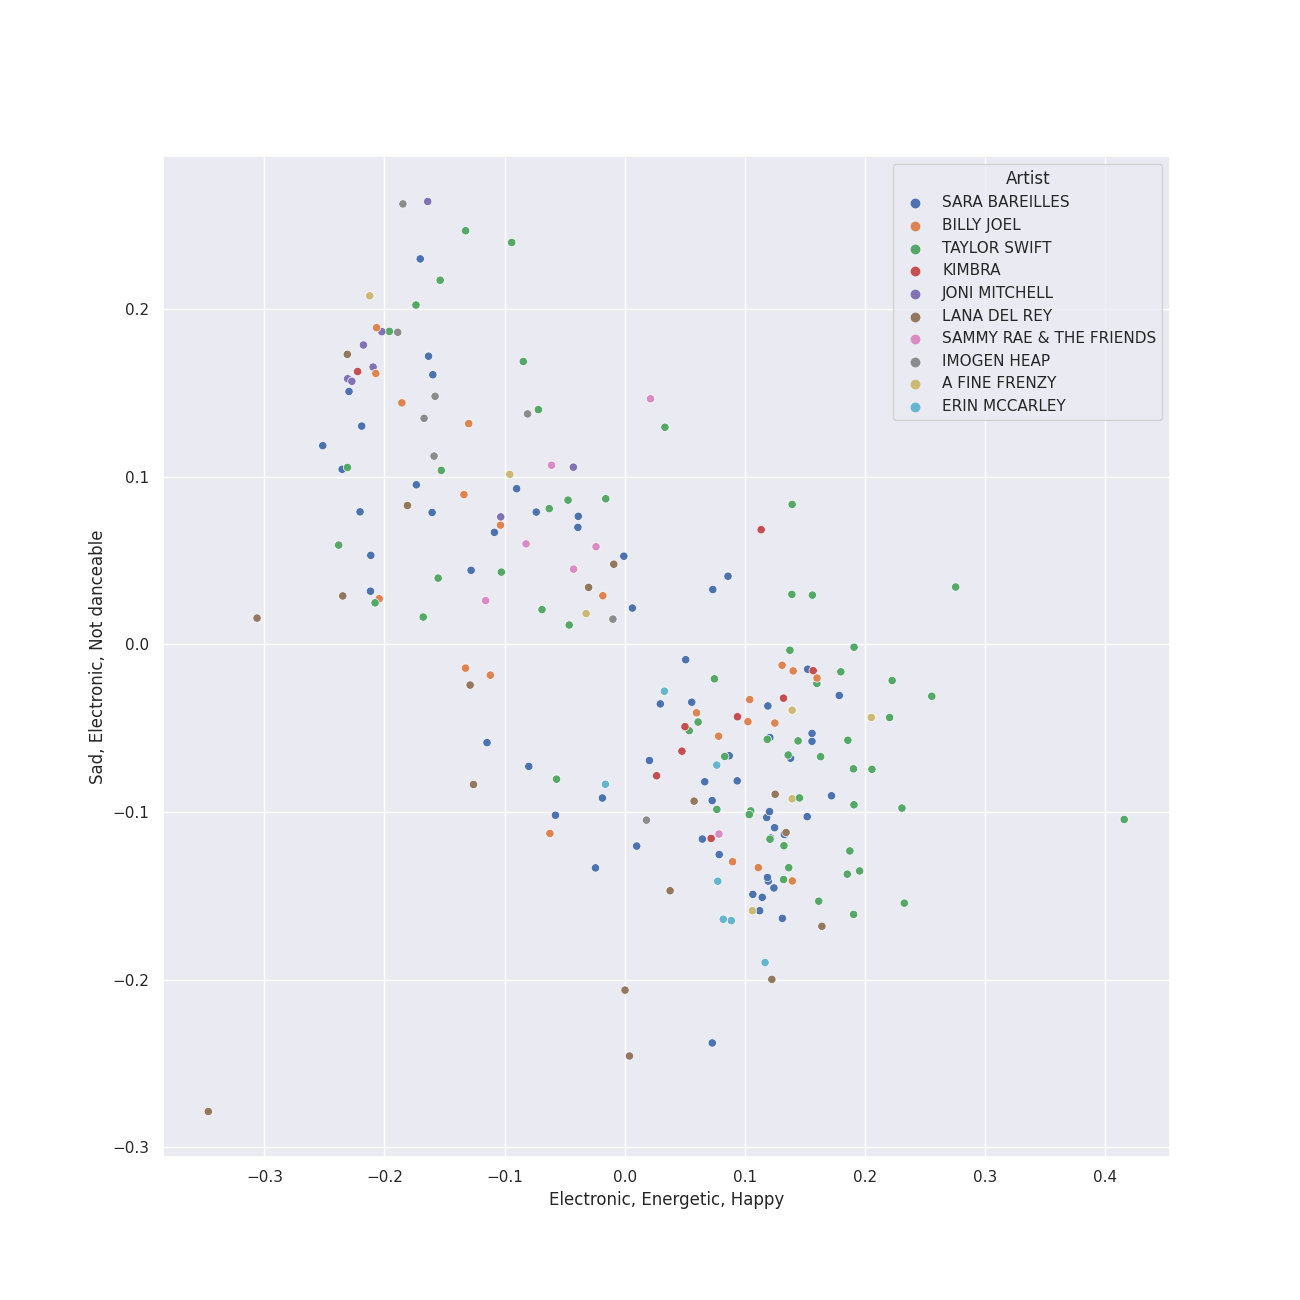 Artist
SARA BAREILLES
BILLY JOEL
TAYLOR SWIFT
KIMBRA
JONI MITCHELL
LANA DEL REY
SAMMY RAE & THE FRIENDS
IMOGEN HEAP
A FINE FRENZY
ERIN MCCARLEY
Sad, Electronic, Not danceable
0.2
0.1
0.0
−0.1
−0.2
−0.3
−0.3 −0.2 −0.1 0.0 0.1 0.2 0.3 0.4
Electronic, Energetic, Happy